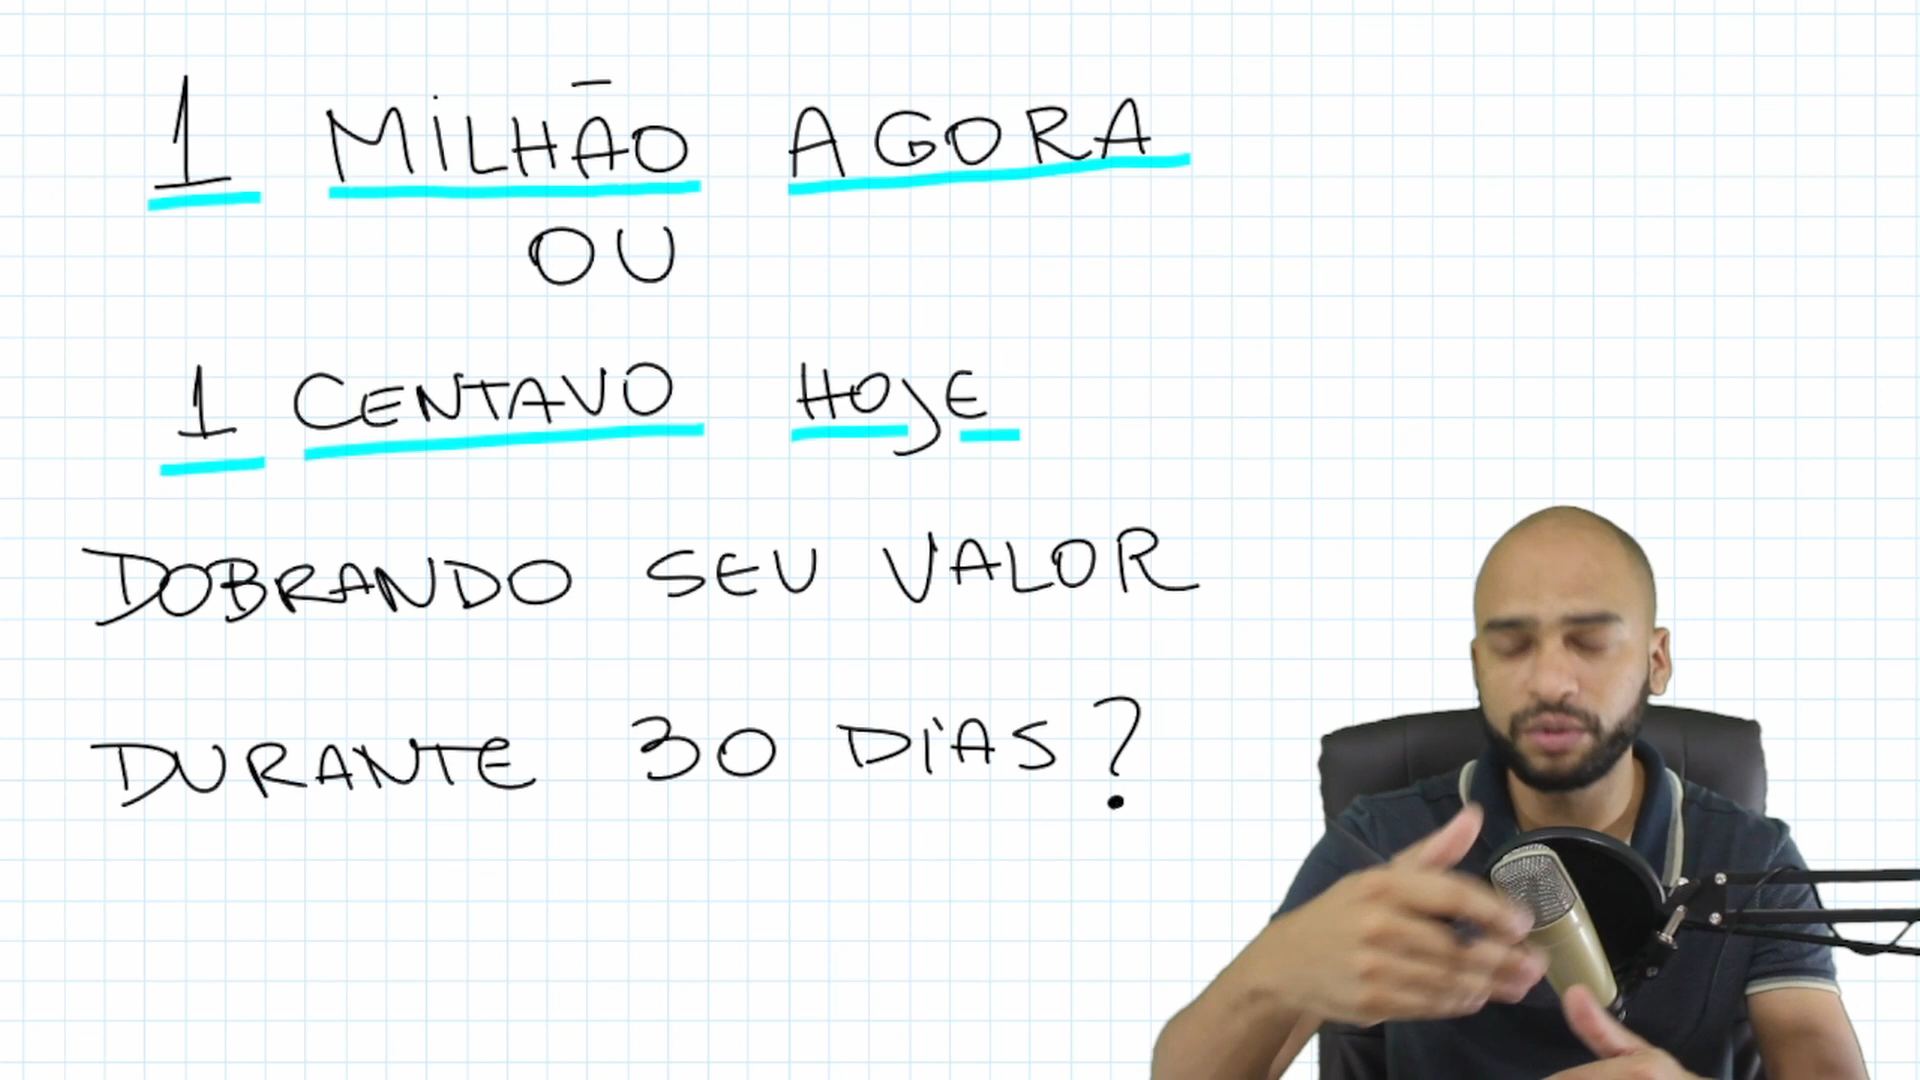 1 MiLHÃO AGORA
OU
1 CENTAVO HOJE
DOBRANDO SEU VALOR
DURANTE 30 DIAS?